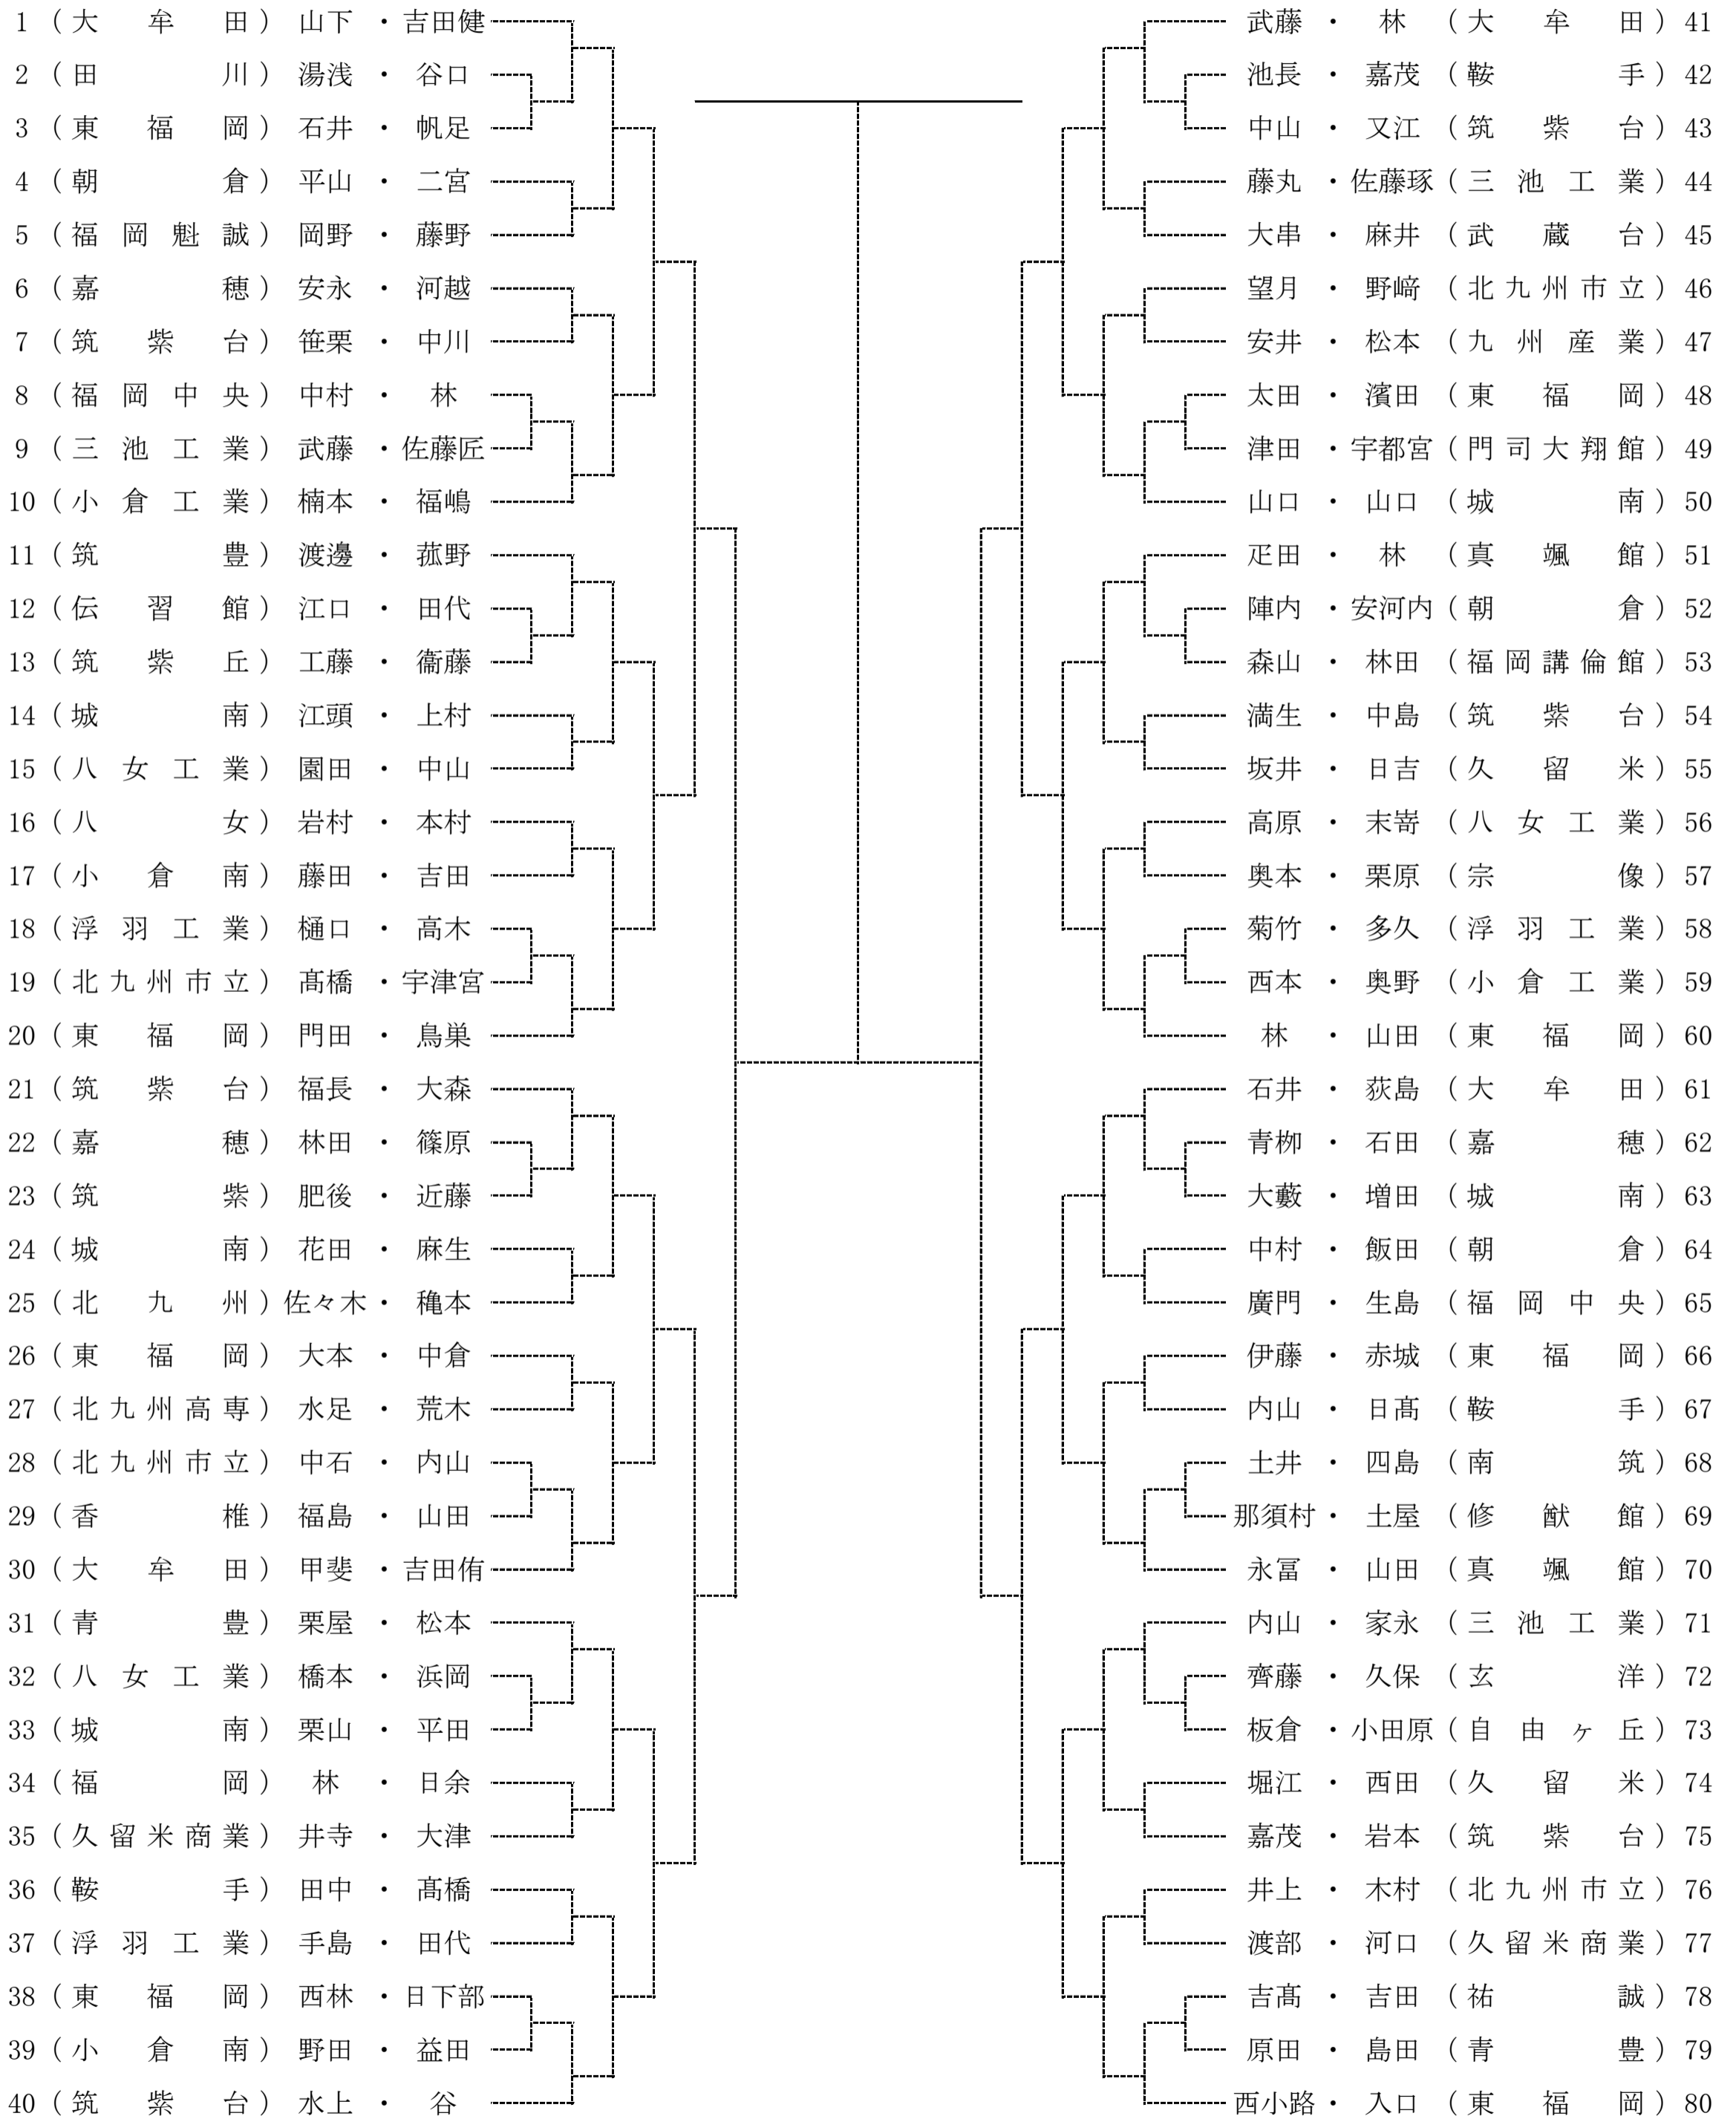 1 (大牟田) 山下・吉田健
2 (田川) 湯浅・谷口
3 (東福岡) 石井・帆足
4 (朝倉) 平山・二宮
5 (福岡魁誠) 岡野・藤野
6 (嘉穂) 安永・河越
7 (筑紫台) 笹栗・中川
8 (福岡中央) 中村・林
9 (三池工業) 武藤・佐藤匠
10 (小倉工業) 楠本・福嶋
11 (筑豊) 渡邊・菰野
12 (伝習館) 江口・田代
13 (筑紫丘) 工藤・衞藤
14 (城南) 江頭・上村
15 (八女工業) 園田・中山
16 (八女) 岩村・本村
17 (小倉南) 藤田・吉田
18 (浮羽工業) 樋口・高木
19 (北九州市立) 髙橋・宇津宮
20 (東福岡) 門田・鳥巣
21 (筑紫台) 福長・大森
22 (嘉穂) 林田・篠原
23 (筑紫) 肥後・近藤
24 (城南) 花田・麻生
25 (北九州) 佐々木・穐本
26 (東福岡) 大本・中倉
27 (北九州高専) 水足・荒木
28 (北九州市立) 中石・内山
29 (香椎) 福島・山田
30 (大牟田) 甲斐・吉田侑
31 (青豊) 栗屋・松本
32 (八女工業) 橋本・浜岡
33 (城南) 栗山・平田
34 (福岡) 林・日余
35 (久留米商業) 井寺・大津
36 (鞍手) 田中・髙橋
37 (浮羽工業) 手島・田代
38 (東福岡) 西林・日下部
39 (小倉南) 野田・益田
40 (筑紫台) 水上・谷
武藤・林 (大牟田) 41
池長・嘉茂 (鞍手) 42
中山・又江 (筑紫台) 43
藤丸・佐藤琢 (三池工業) 44
大串・麻井 (武蔵台) 45
望月・野﨑 (北九州市立) 46
安井・松本 (九州産業) 47
太田・濱田 (東福岡) 48
津田・宇都宮 (門司大翔館) 49
山口・山口 (城南) 50
疋田・林 (真颯館) 51
陣内・安河内 (朝倉) 52
森山・林田 (福岡講倫館) 53
満生・中島 (筑紫台) 54
坂井・日吉 (久留米) 55
高原・末嵜 (八女工業) 56
奥本・栗原 (宗像) 57
菊竹・多久 (浮羽工業) 58
西本・奥野 (小倉工業) 59
林・山田 (東福岡) 60
石井・荻島 (大牟田) 61
青栁・石田 (嘉穂) 62
大藪・増田 (城南) 63
中村・飯田 (朝倉) 64
廣門・生島 (福岡中央) 65
伊藤・赤城 (東福岡) 66
内山・日髙 (鞍手) 67
土井・四島 (南筑) 68
那須村・土屋 (修猷館) 69
永冨・山田 (真颯館) 70
内山・家永 (三池工業) 71
齊藤・久保 (玄洋) 72
板倉・小田原 (自由ヶ丘) 73
堀江・西田 (久留米) 74
嘉茂・岩本 (筑紫台) 75
井上・木村 (北九州市立) 76
渡部・河口 (久留米商業) 77
吉髙・吉田 (祐誠) 78
原田・島田 (青豊) 79
西小路・入口 (東福岡) 80